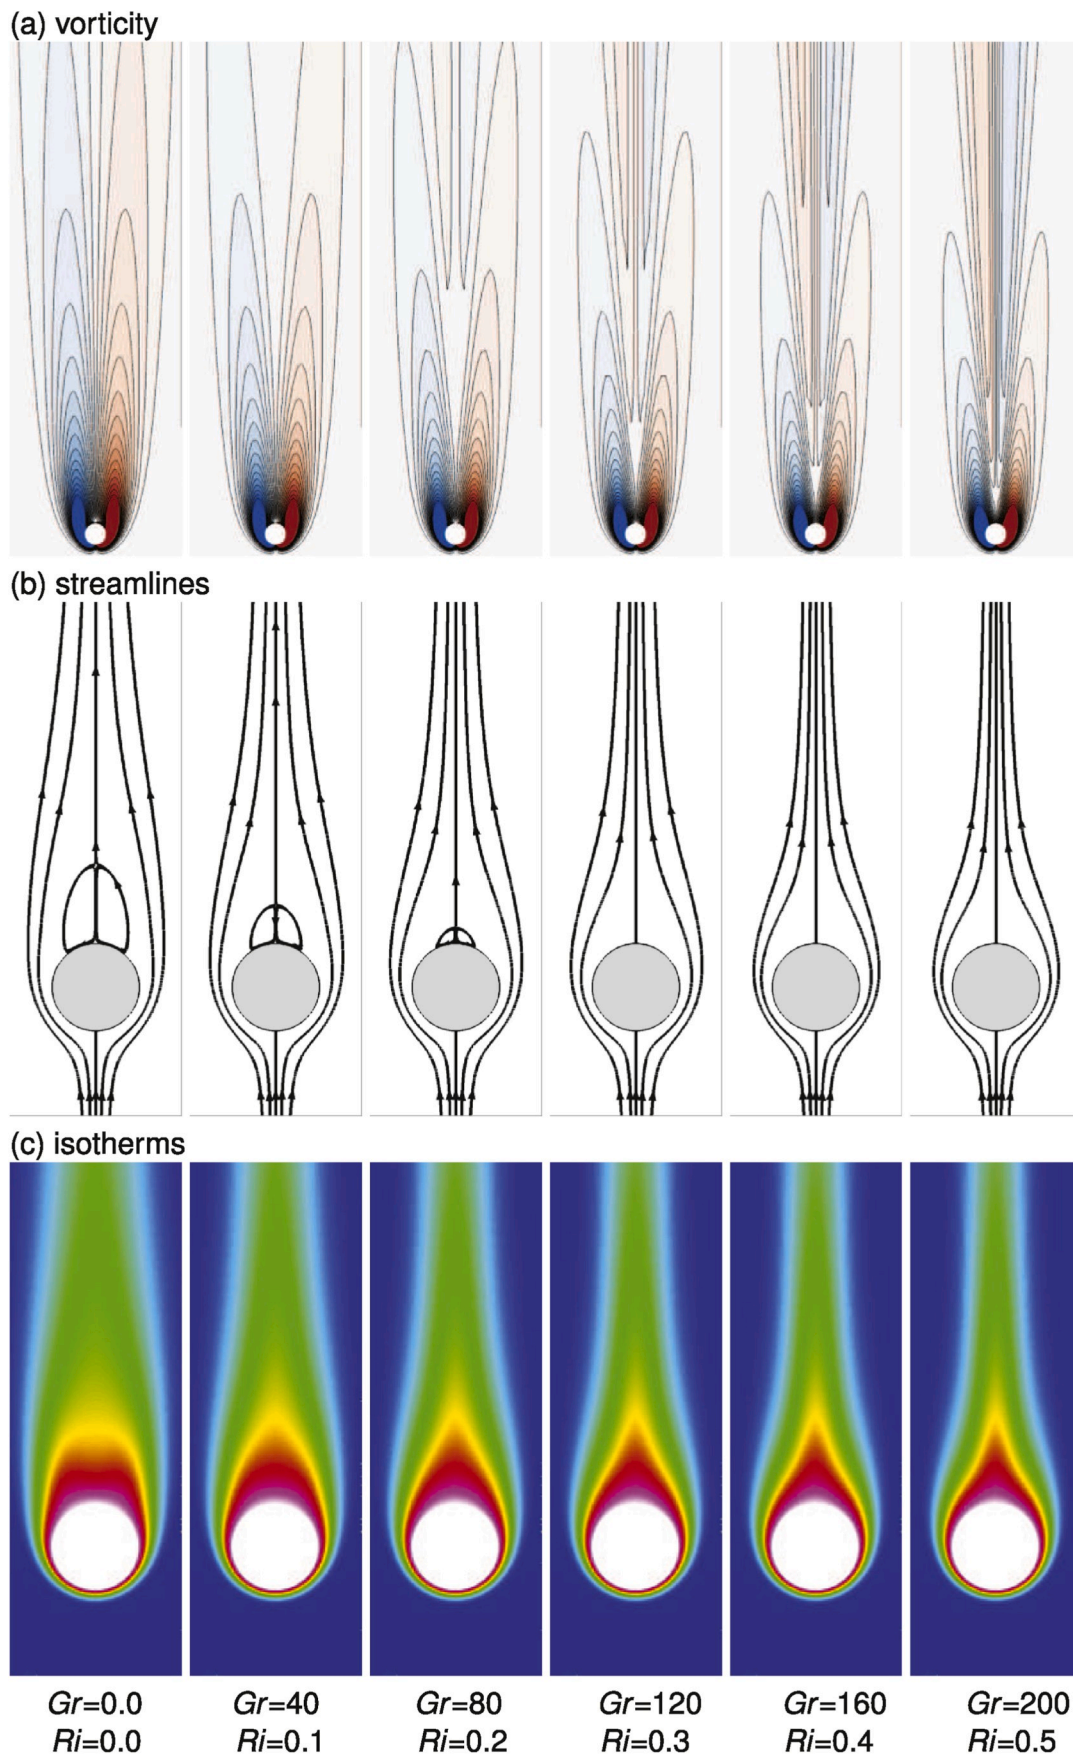 (a) vorticity
(b) streamlines
(c) isotherms
Gr=0.0 Gr=40 Gr=80 Gr=120 Gr=160 Gr=200
Ri=0.0 Ri=0.1 Ri=0.2 Ri=0.3 Ri=0.4 Ri=0.5